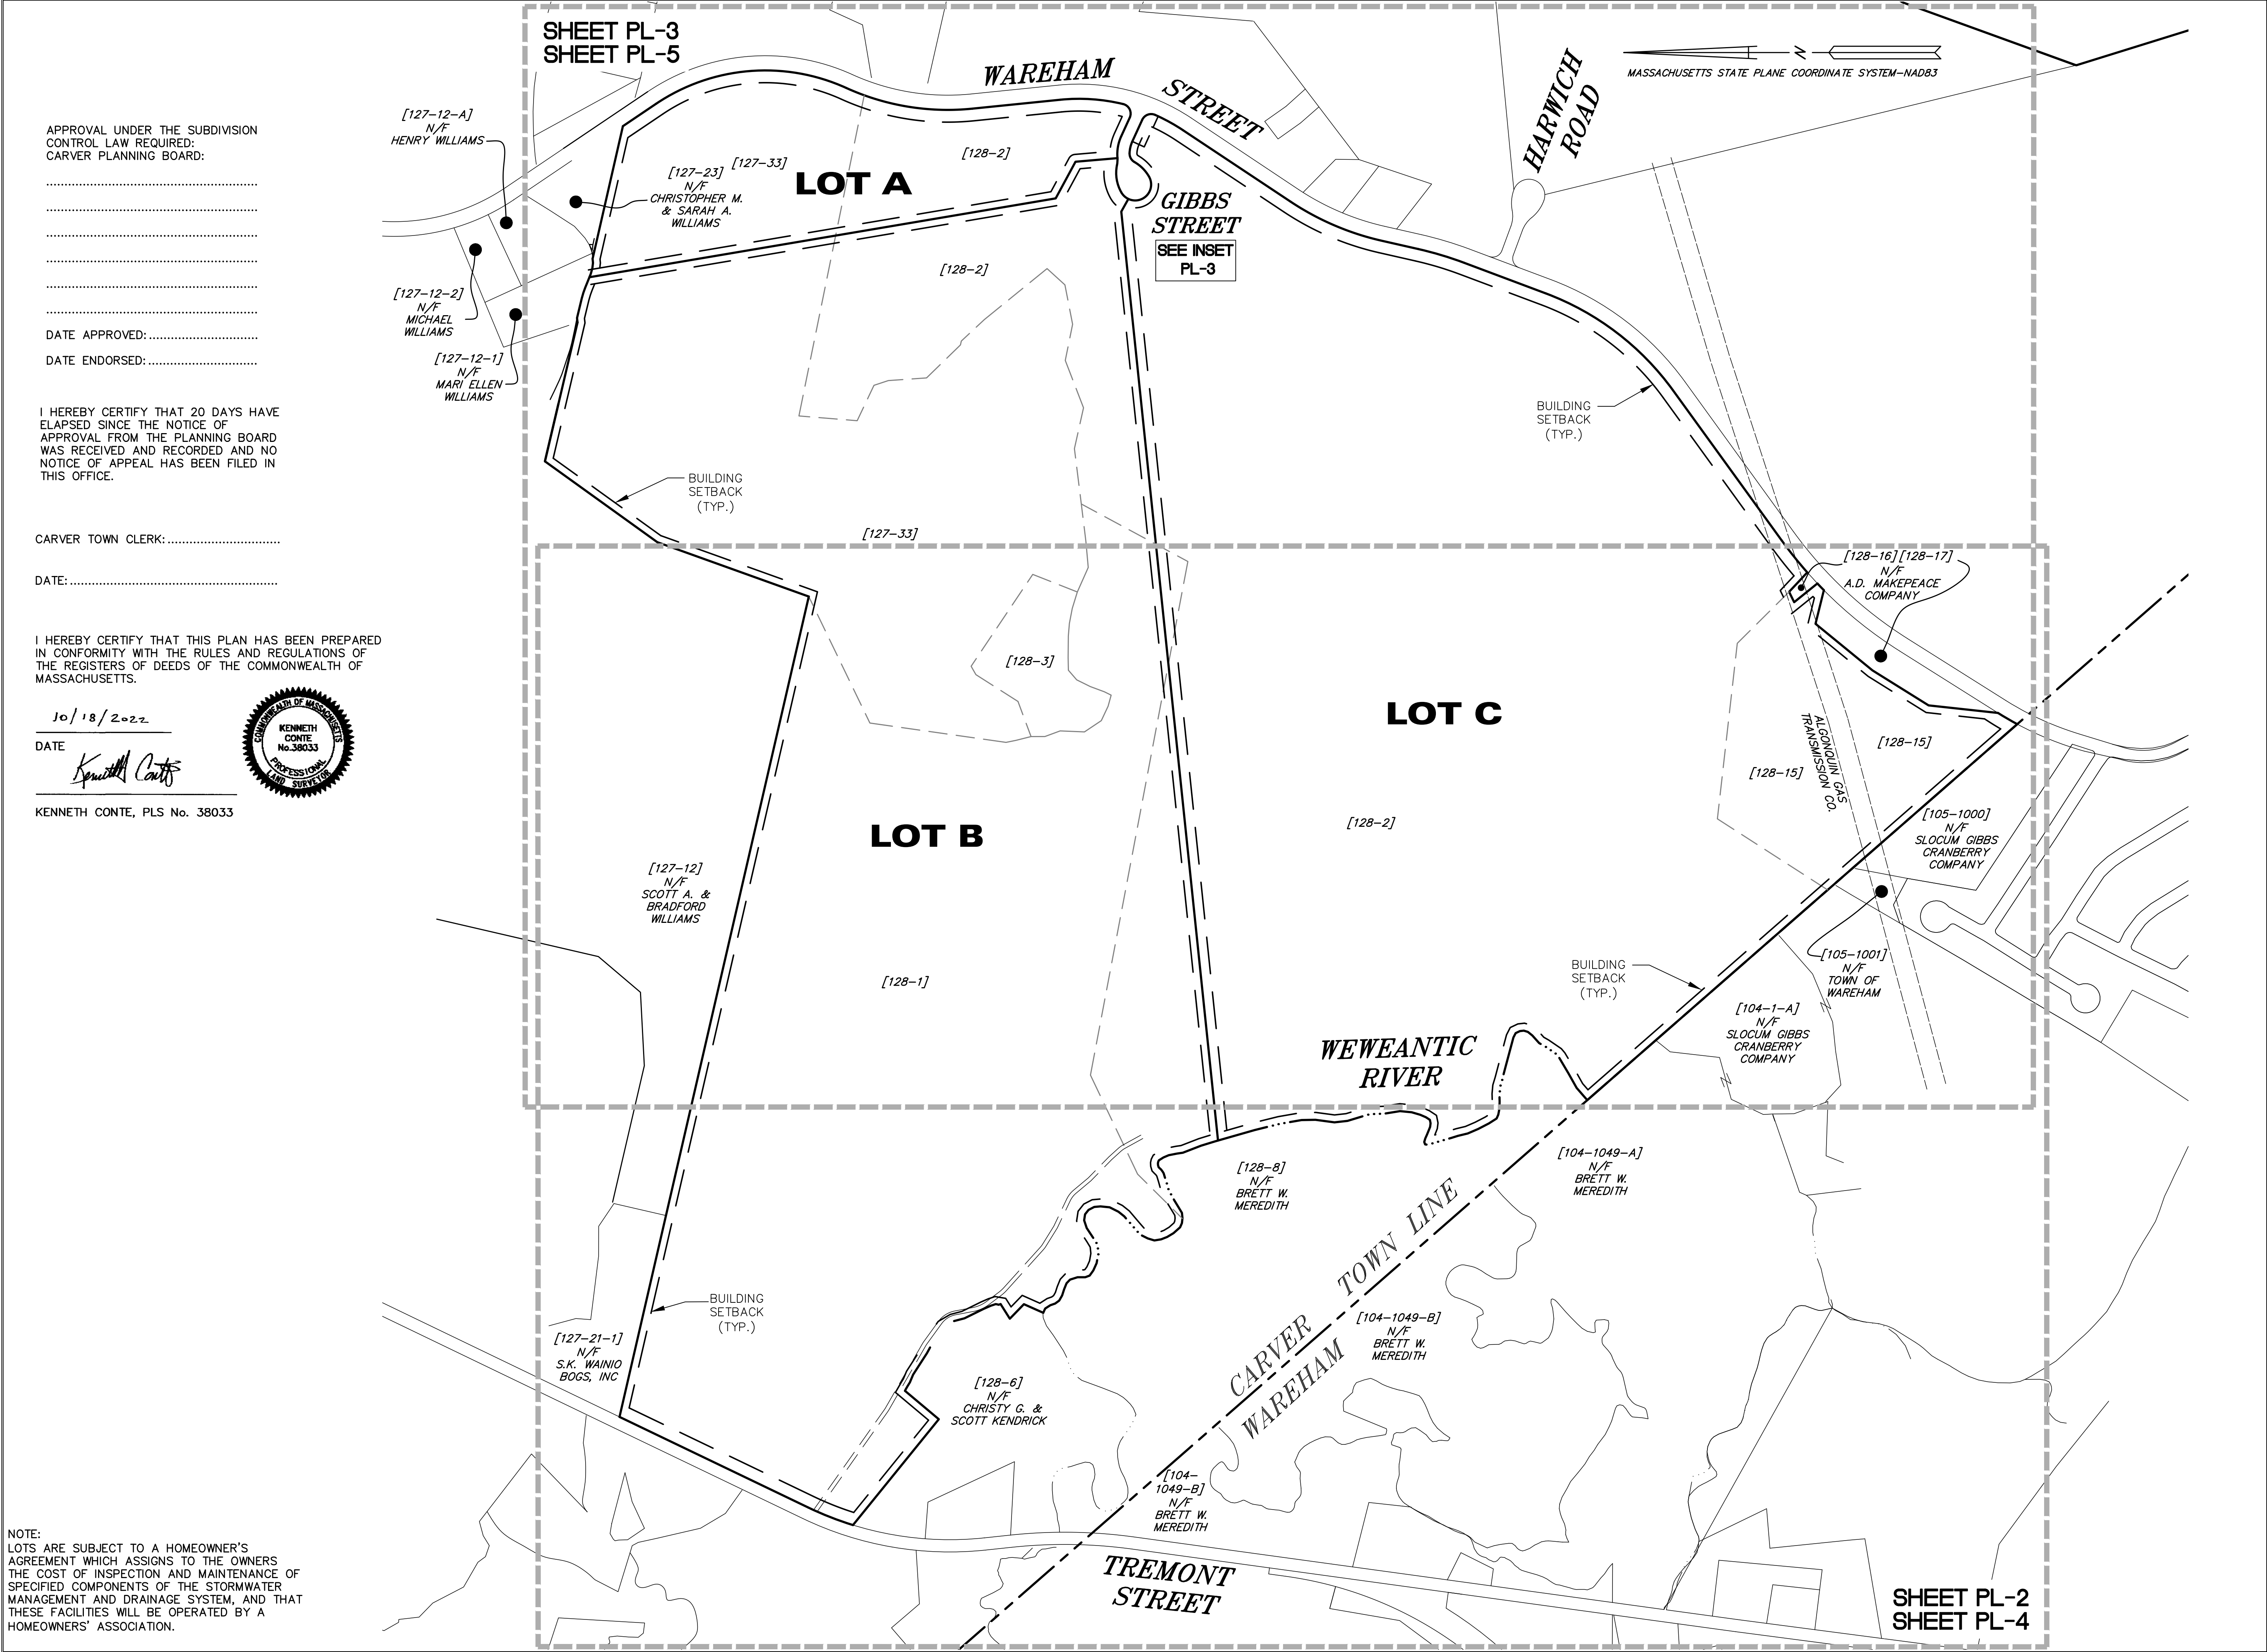 SHEET PL-3
SHEET PL-5
WAREHAM
STREET
HARWICH
ROAD
N
MASSACHUSETTS STATE PLANE COORDINATE SYSTEM-NAD83
APPROVAL UNDER THE SUBDIVISION
CONTROL LAW REQUIRED:
CARVER PLANNING BOARD:
DATE APPROVED:
DATE ENDORSED:
I HEREBY CERTIFY THAT 20 DAYS HAVE
ELAPSED SINCE THE NOTICE OF
APPROVAL FROM THE PLANNING BOARD
WAS RECEIVED AND RECORDED AND NO
NOTICE OF APPEAL HAS BEEN FILED IN
THIS OFFICE.
CARVER TOWN CLERK:
DATE:
I HEREBY CERTIFY THAT THIS PLAN HAS BEEN PREPARED
IN CONFORMITY WITH THE RULES AND REGULATIONS OF
THE REGISTERS OF DEEDS OF THE COMMONWEALTH OF
MASSACHUSETTS.
10/18/2022
DATE
Kenneth Conte
KENNETH CONTE, PLS No. 38033
COMMONWEALTH OF MASSACHUSETTS
KENNETH
CONTE
No.38033
PROFESSIONAL
LAND SURVEYOR
NOTE:
LOTS ARE SUBJECT TO A HOMEOWNER'S
AGREEMENT WHICH ASSIGNS TO THE OWNERS
THE COST OF INSPECTION AND MAINTENANCE OF
SPECIFIED COMPONENTS OF THE STORMWATER
MANAGEMENT AND DRAINAGE SYSTEM, AND THAT
THESE FACILITIES WILL BE OPERATED BY A
HOMEOWNERS' ASSOCIATION.
[127-12-A]
N/F
HENRY WILLIAMS
[127-12-2]
N/F
MICHAEL
WILLIAMS
[127-12-1]
N/F
MARI ELLEN
WILLIAMS
[127-23]
N/F
CHRISTOPHER M.
& SARAH A.
WILLIAMS
[127-33]
LOT A
[128-2]
GIBBS
STREET
SEE INSET
PL-3
[128-2]
BUILDING
SETBACK
(TYP.)
BUILDING
SETBACK
(TYP.)
[127-33]
[128-16] [128-17]
N/F
A.D. MAKEPEACE
COMPANY
[128-3]
LOT C
ALGONQUIN GAS
TRANSMISSION CO.
[128-15]
[128-15]
LOT B
[128-2]
[105-1000]
N/F
SLOCUM GIBBS
CRANBERRY
COMPANY
[127-12]
N/F
SCOTT A. &
BRADFORD
WILLIAMS
[128-1]
BUILDING
SETBACK
(TYP.)
[105-1001]
N/F
TOWN OF
WAREHAM
[104-1-A]
N/F
SLOCUM GIBBS
CRANBERRY
COMPANY
WEWEANTIC
RIVER
[128-8]
N/F
BRETT W.
MEREDITH
[104-1049-A]
N/F
BRETT W.
MEREDITH
CARVER TOWN LINE
WAREHAM
BUILDING
SETBACK
(TYP.)
[104-1049-B]
N/F
BRETT W.
MEREDITH
[127-21-1]
N/F
S.K. WAINIO
BOGS, INC
[128-6]
N/F
CHRISTY G. &
SCOTT KENDRICK
[104-
1049-B]
N/F
BRETT W.
MEREDITH
TREMONT
STREET
SHEET PL-2
SHEET PL-4